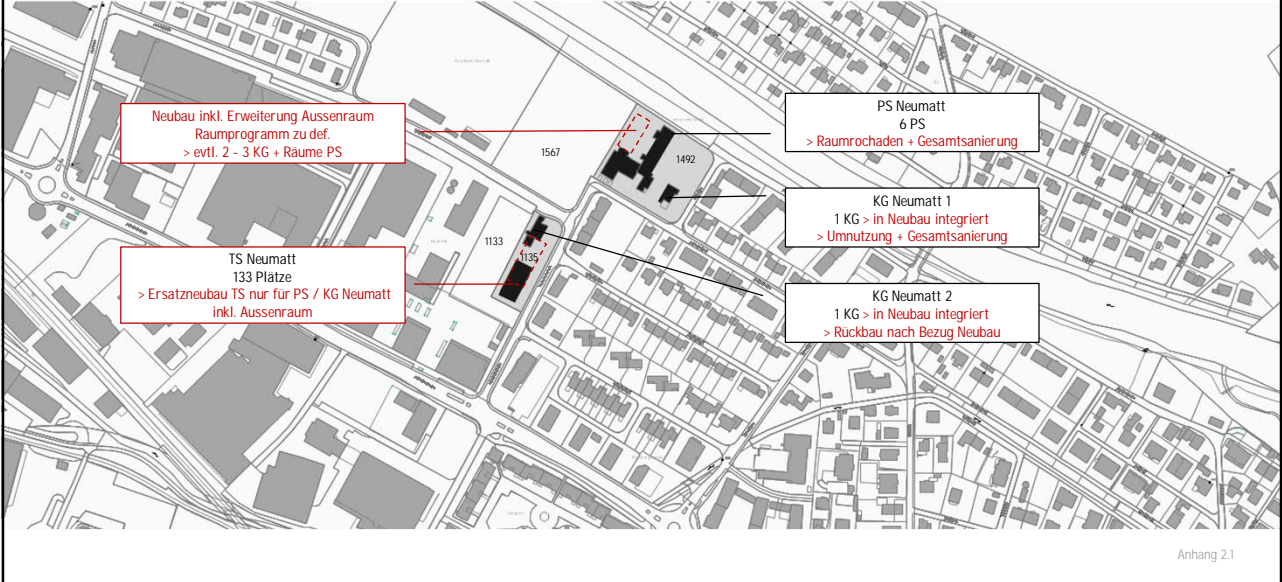 Neubau inkl. Erweiterung Aussenraum
Raumprogramm zu def.
> evtl. 2 - 3 KG + Räume PS
PS Neumatt
6 PS
> Raumrochaden + Gesamtsanierung
1567
1492
KG Neumatt 1
1 KG > in Neubau integriert
> Umnutzung + Gesamtsanierung
1133
1135
TS Neumatt
133 Plätze
> Ersatzneubau TS nur für PS / KG Neumatt
inkl. Aussenraum
KG Neumatt 2
1 KG > in Neubau integriert
> Rückbau nach Bezug Neubau
Anhang 2.1